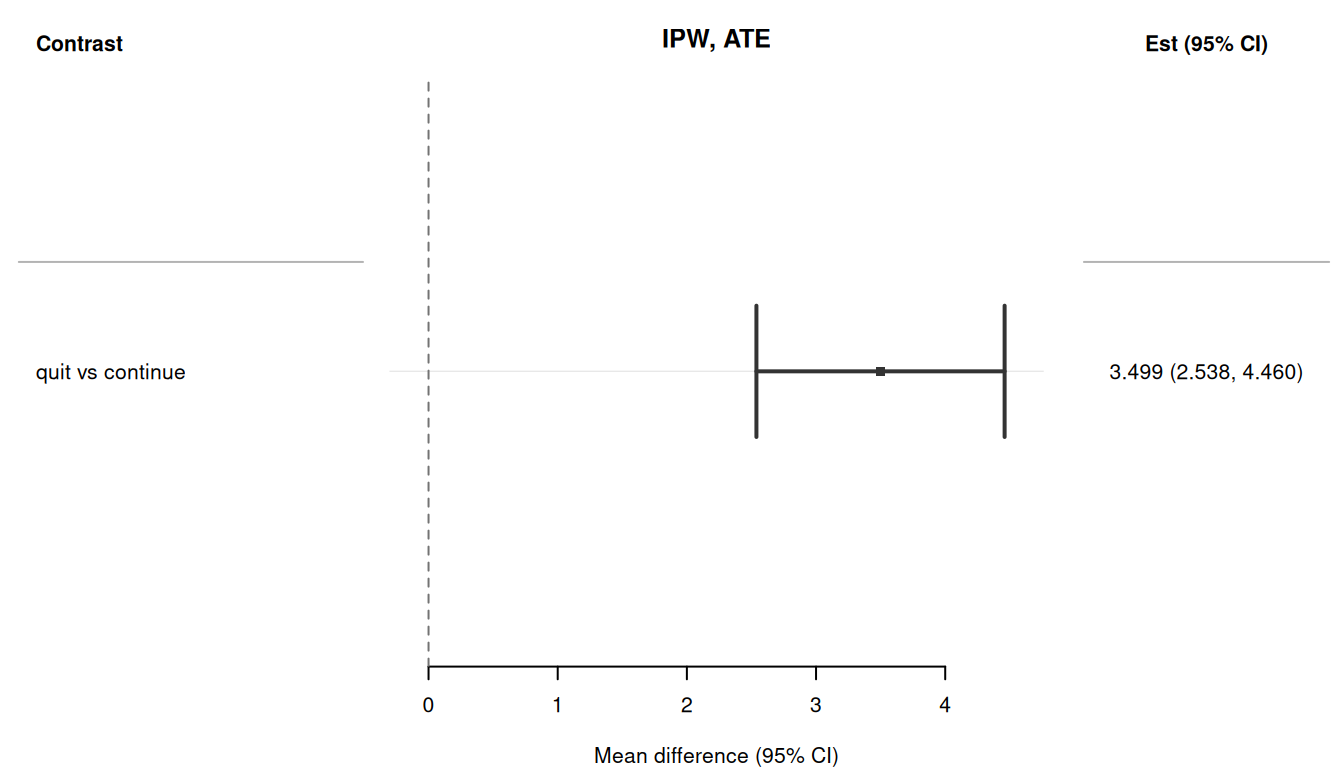 Contrast
IPW, ATE
Est (95% CI)
quit vs continue
3.499 (2.538, 4.460)
0 1 2 3 4
Mean difference (95% CI)